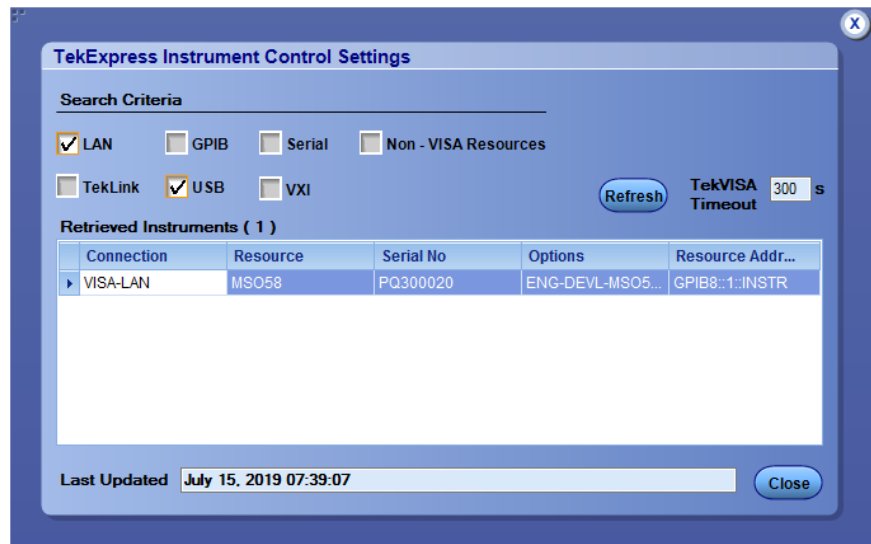 X
TekExpress Instrument Control Settings
Search Criteria
LAN GPIB Serial Non - VISA Resources
TekLink USB VXI
Refresh TekVISA Timeout 300 s
Retrieved Instruments ( 1 )
Connection Resource Serial No Options Resource Addr...
VISA-LAN MSO58 PQ300020 ENG-DEVL-MSO5... GPIB8::1::INSTR
Last Updated July 15, 2019 07:39:07 Close